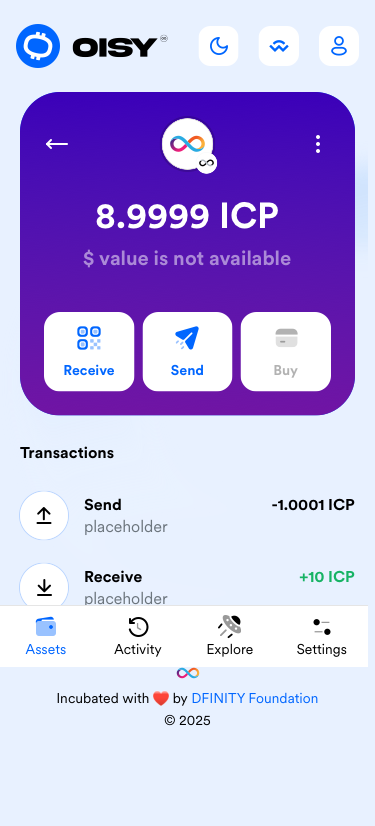 OISY
8.9999 ICP
$ value is not available
Receive
Send
Buy
Transactions
Send
-1.0001 ICP
placeholder
Receive
+10 ICP
placeholder
Assets
Activity
Explore
Settings
Incubated with ❤️ by DFINITY Foundation
© 2025